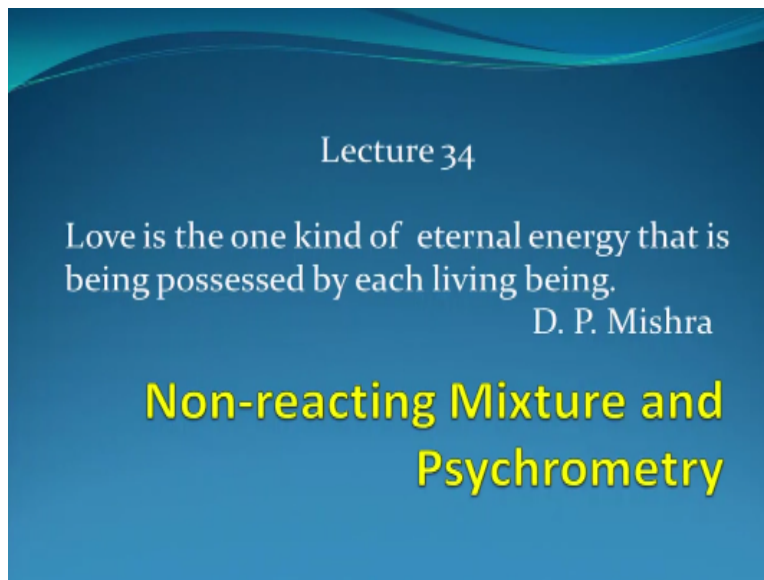 Lecture 34
Love is the one kind of eternal energy that is
being possessed by each living being.
D. P. Mishra
Non-reacting Mixture and
Psychrometry